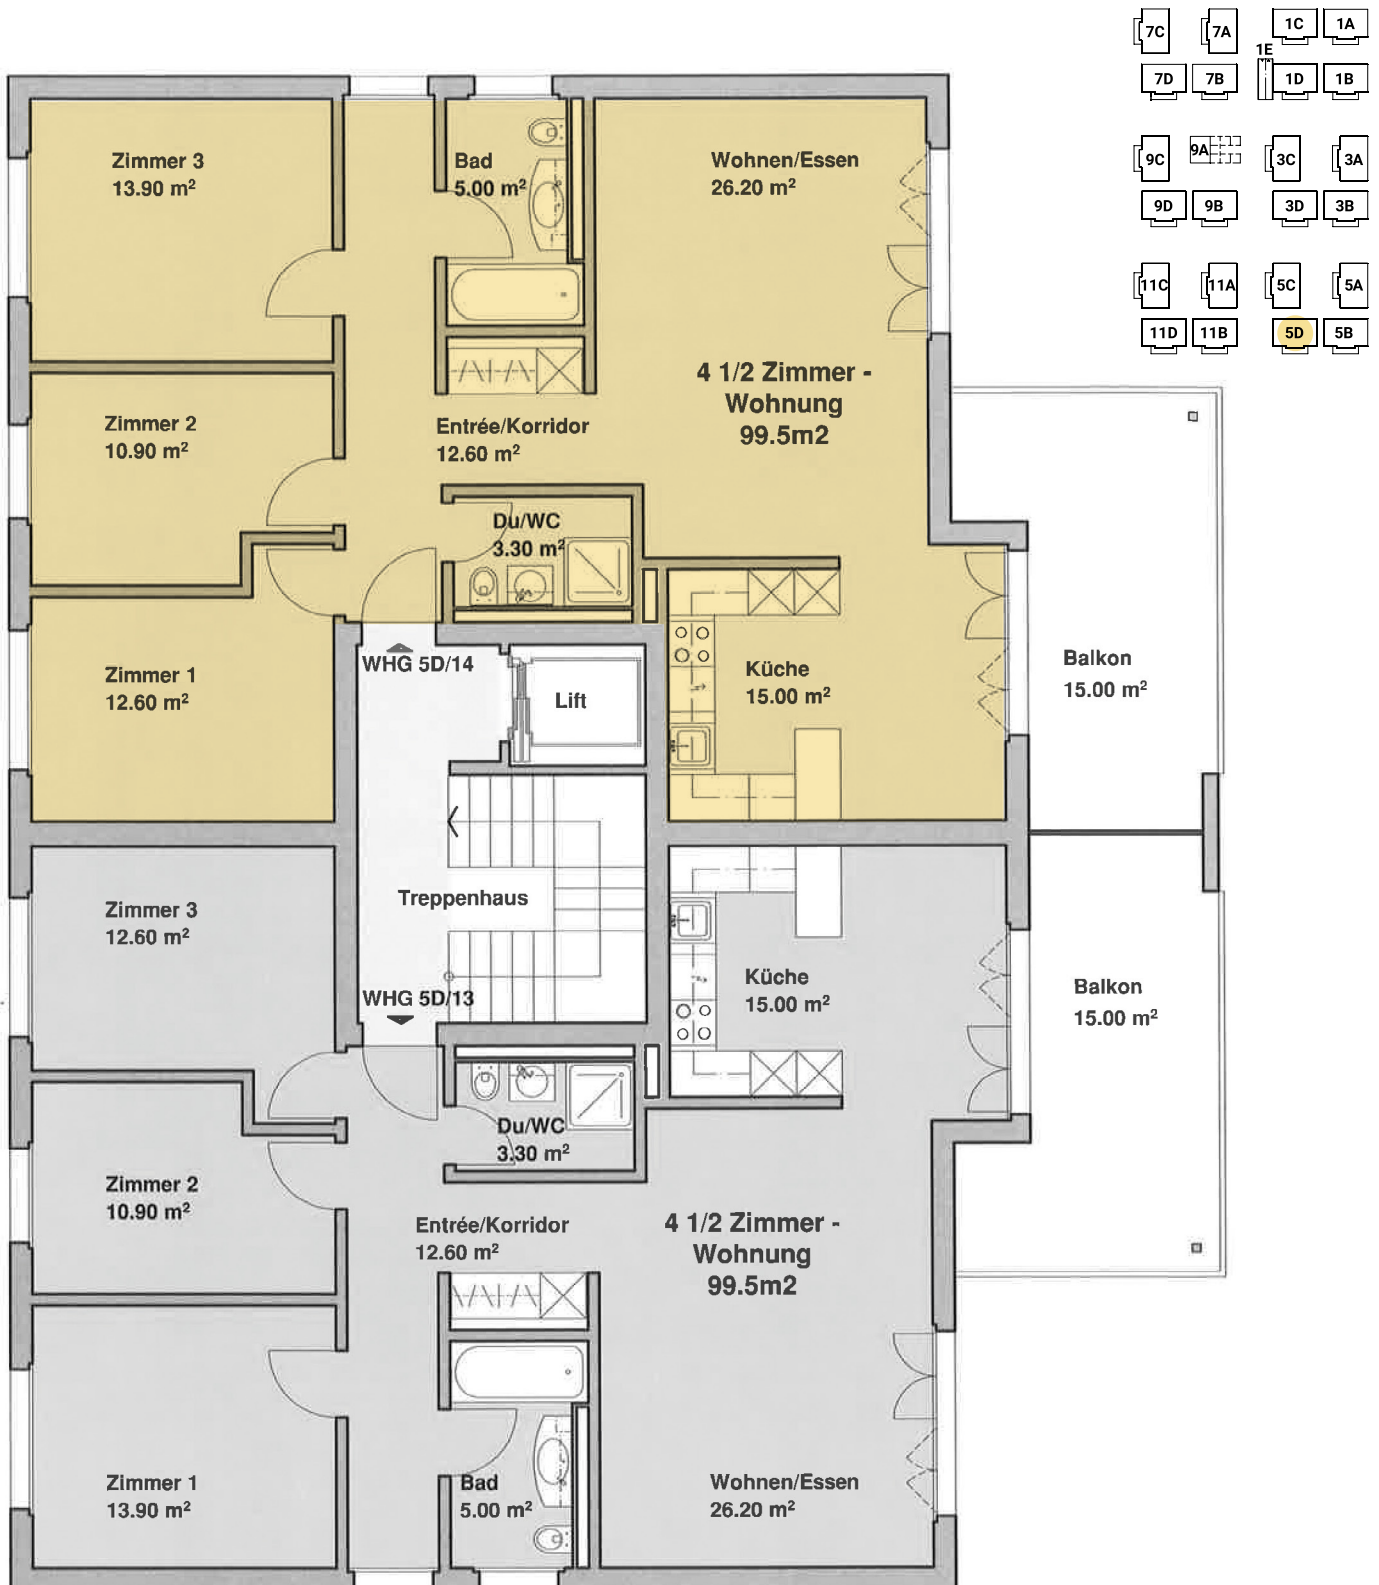 7C
7A
1C
1A
1E
7D
7B
1D
1B
9C
9A
3C
3A
9D
9B
3D
3B
11C
11A
5C
5A
11D
11B
5D
5B
Zimmer 3
13.90 m²
Bad
5.00 m²
Wohnen/Essen
26.20 m²
4 1/2 Zimmer -
Wohnung
99.5m2
Zimmer 2
10.90 m²
Entrée/Korridor
12.60 m²
Du/WC
3.30 m²
Zimmer 1
12.60 m²
WHG 5D/14
Lift
Küche
15.00 m²
Balkon
15.00 m²
Treppenhaus
Zimmer 3
12.60 m²
WHG 5D/13
Küche
15.00 m²
Balkon
15.00 m²
Du/WC
3.30 m²
Zimmer 2
10.90 m²
Entrée/Korridor
12.60 m²
4 1/2 Zimmer -
Wohnung
99.5m2
Zimmer 1
13.90 m²
Bad
5.00 m²
Wohnen/Essen
26.20 m²